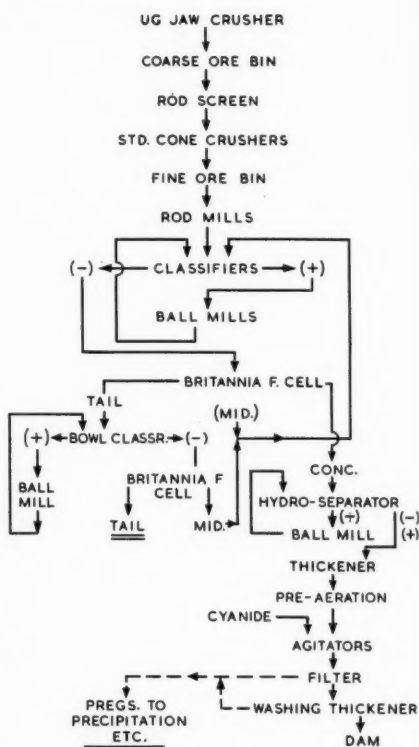 UG JAW CRUSHER
COARSE ORE BIN
ROD SCREEN
STD. CONE CRUSHERS
FINE ORE BIN
ROD MILLS
(-) CLASSIFIERS (+)
BALL MILLS
BRITANNIA F. CELL
TAIL
(MID.)
(+) BOWL CLASSR. (-)
CONC.
BALL MILL
BRITANNIA F CELL
HYDRO-SEPARATOR
(+)
(-)
(+)
TAIL
MID.
BALL MILL
THICKENER
PRE-AERATION
CYANIDE
AGITATORS
FILTER
PREGS. TO
PRECIPITATION
ETC.
WASHING THICKENER
DAM